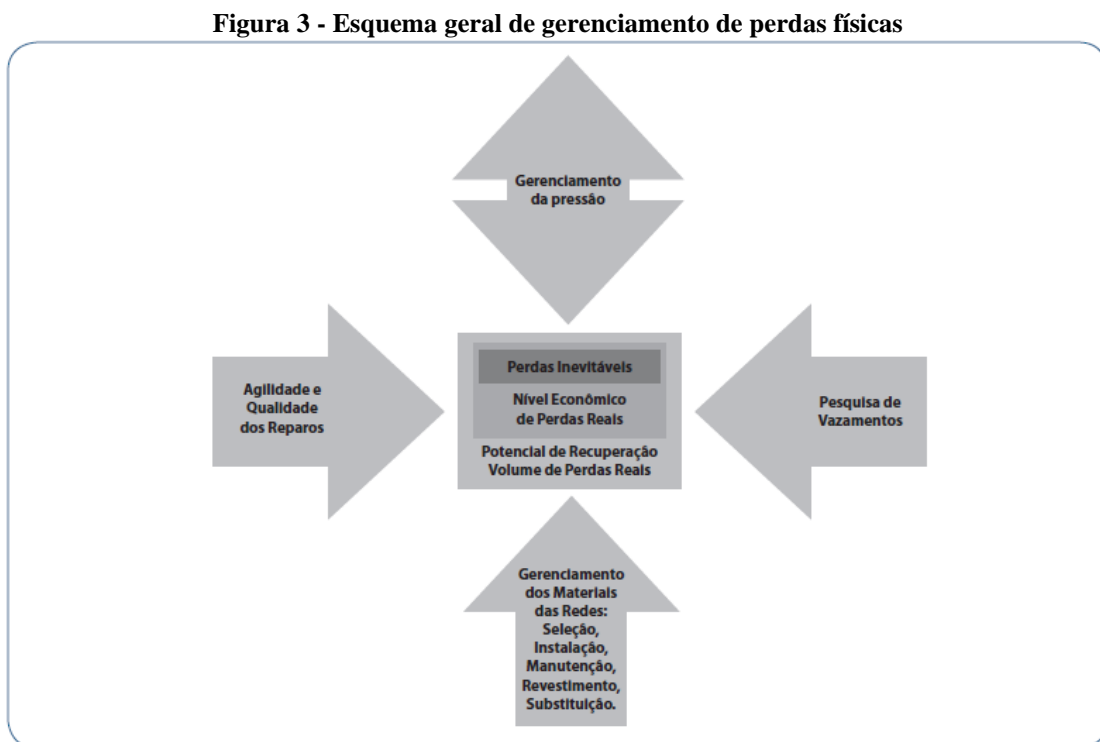 Figura 3 - Esquema geral de gerenciamento de perdas físicas
Gerenciamento
da pressão
Agilidade e
Qualidade
dos Reparos
Perdas Inevitáveis
Nível Econômico
de Perdas Reais
Potencial de Recuperação
Volume de Perdas Reais
Pesquisa de
Vazamentos
Gerenciamento
dos Materiais
das Redes:
Seleção,
Instalação,
Manutenção,
Revestimento,
Substituição.